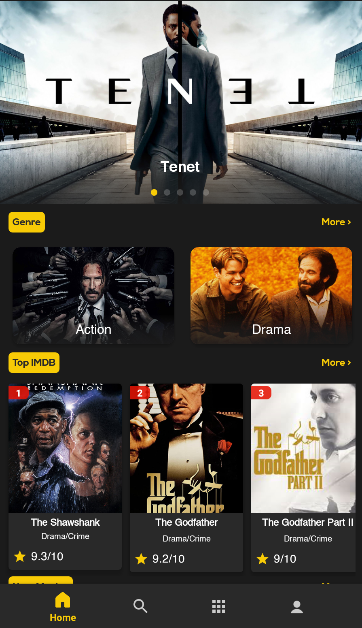 TENET
Tenet
Genre
More >
Action
Drama
Top IMDB
More >
1
REDEMPTION
2
The Godfather
3
The Godfather
PART II
The Shawshank
Drama/Crime
9.3/10
The Godfather
Drama/Crime
9.2/10
The Godfather Part II
Drama/Crime
9/10
Home